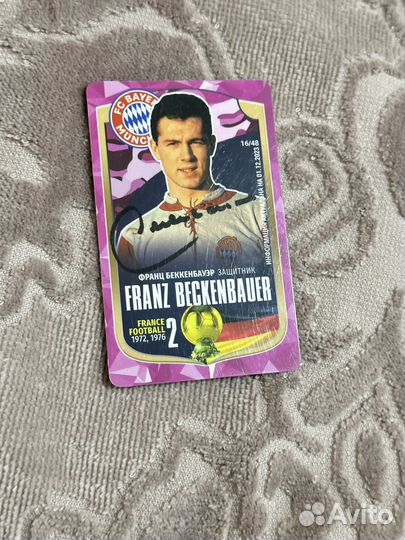 FC BAYERN
MÜNCHEN
16/48
ИНФОРМАЦИЯ АКТУАЛЬНА НА 01.12.2023
ФРАНЦ БЕККЕНБАУЭР ЗАЩИТНИК
FRANZ BECKENBAUER
FRANCE
FOOTBALL
1972, 1976
2
Avito